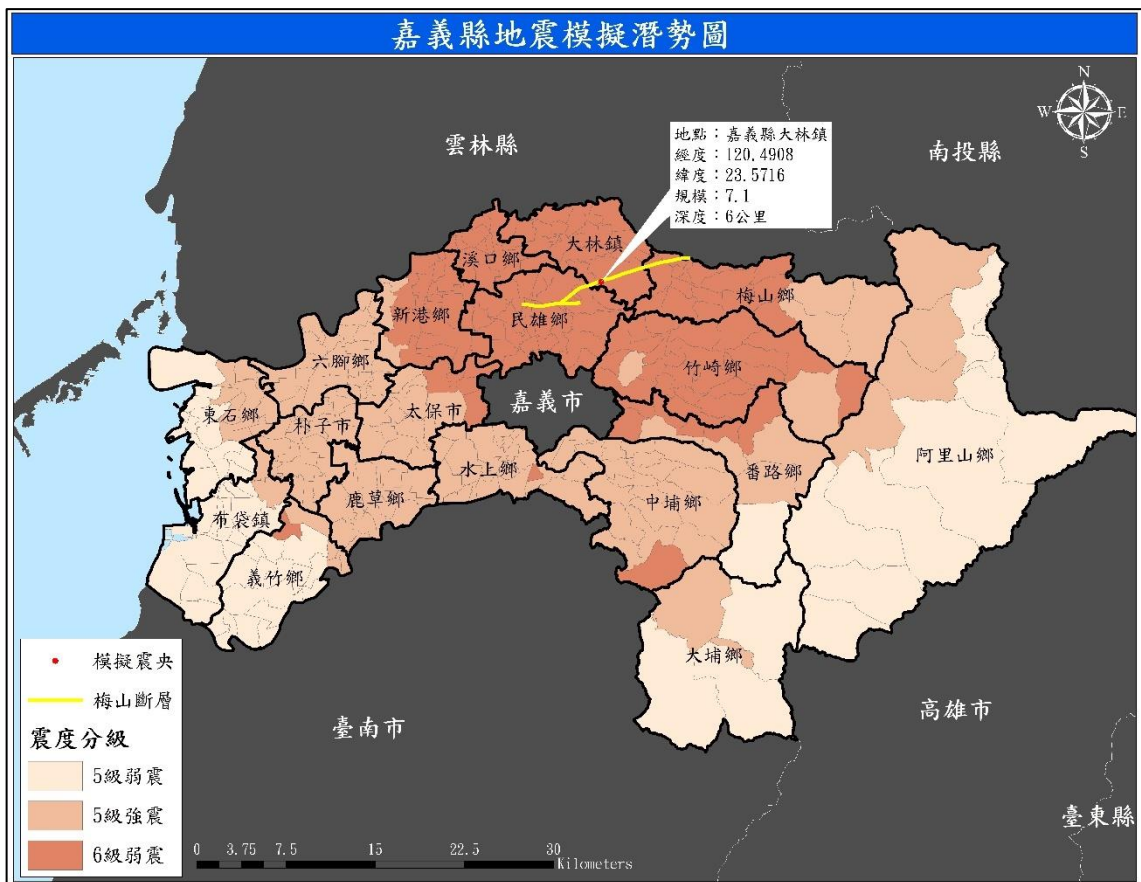 嘉義縣地震模擬潛勢圖
N
W
E
S
雲林縣
南投縣
地點：嘉義縣大林鎮
經度：120.4908
緯度：23.5716
規模：7.1
深度：6公里
大林鎮
溪口鄉
梅山鄉
新港鄉
民雄鄉
六腳鄉
竹崎鄉
東石鄉
朴子市
太保市
嘉義市
水上鄉
番路鄉
阿里山鄉
鹿草鄉
中埔鄉
布袋鎮
義竹鄉
大埔鄉
臺南市
高雄市
臺東縣
模擬震央
梅山斷層
震度分級
5級弱震
5級強震
6級弱震
0 3.75 7.5 15 22.5 30
Kilometers